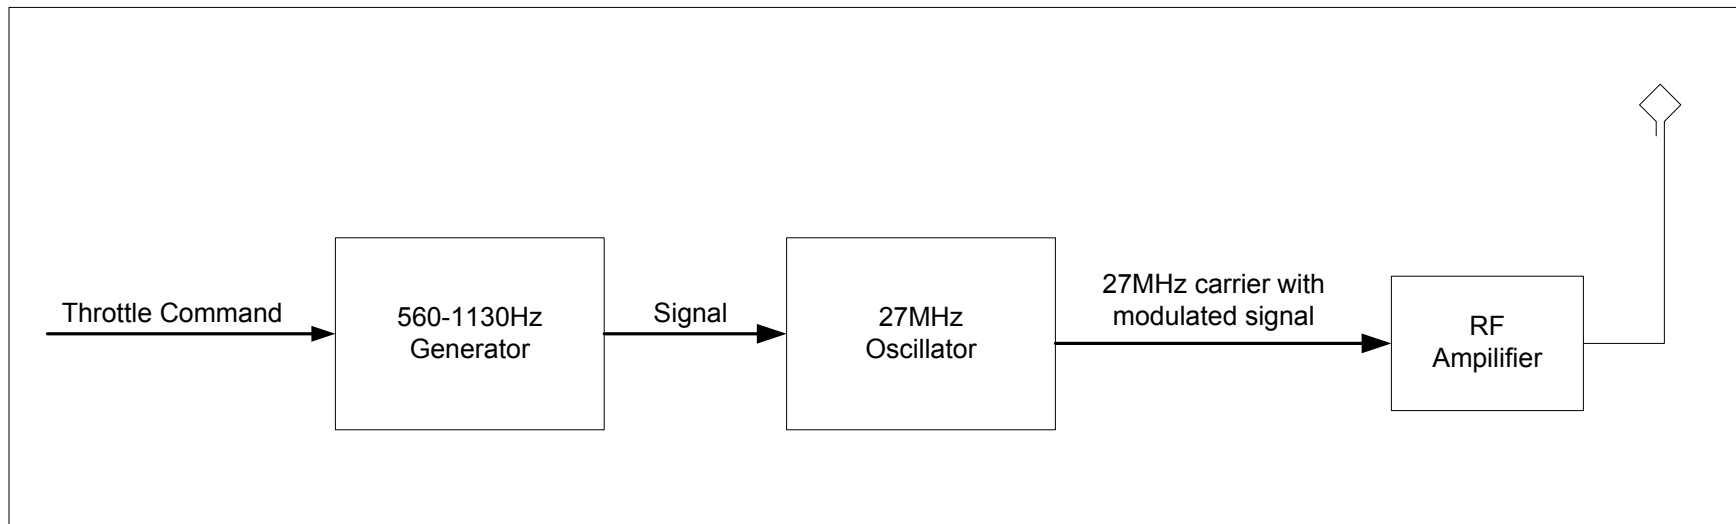 Throttle Command
560-1130Hz
Generator
Signal
27MHz
Oscillator
27MHz carrier with
modulated signal
RF
Ampilifier